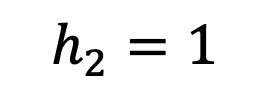 h₂ = 1